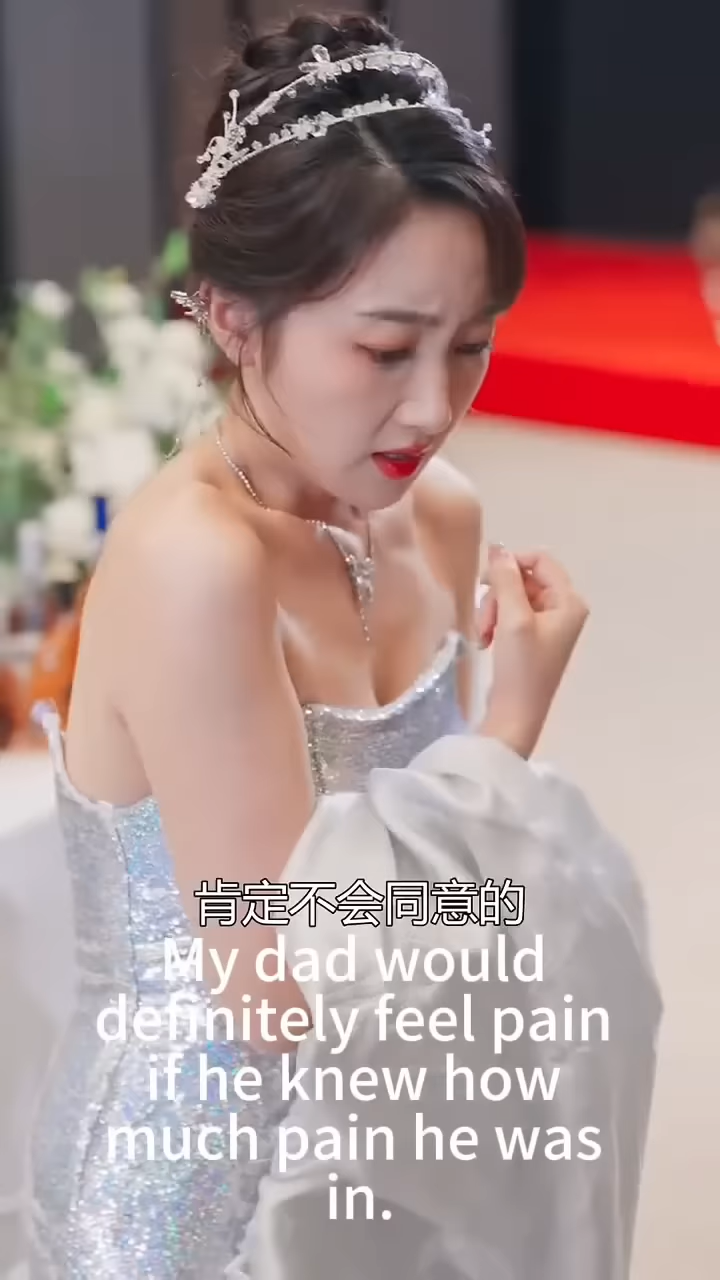 肯定不会同意的
My dad would
definitely feel pain
if he knew how
much pain he was
in.